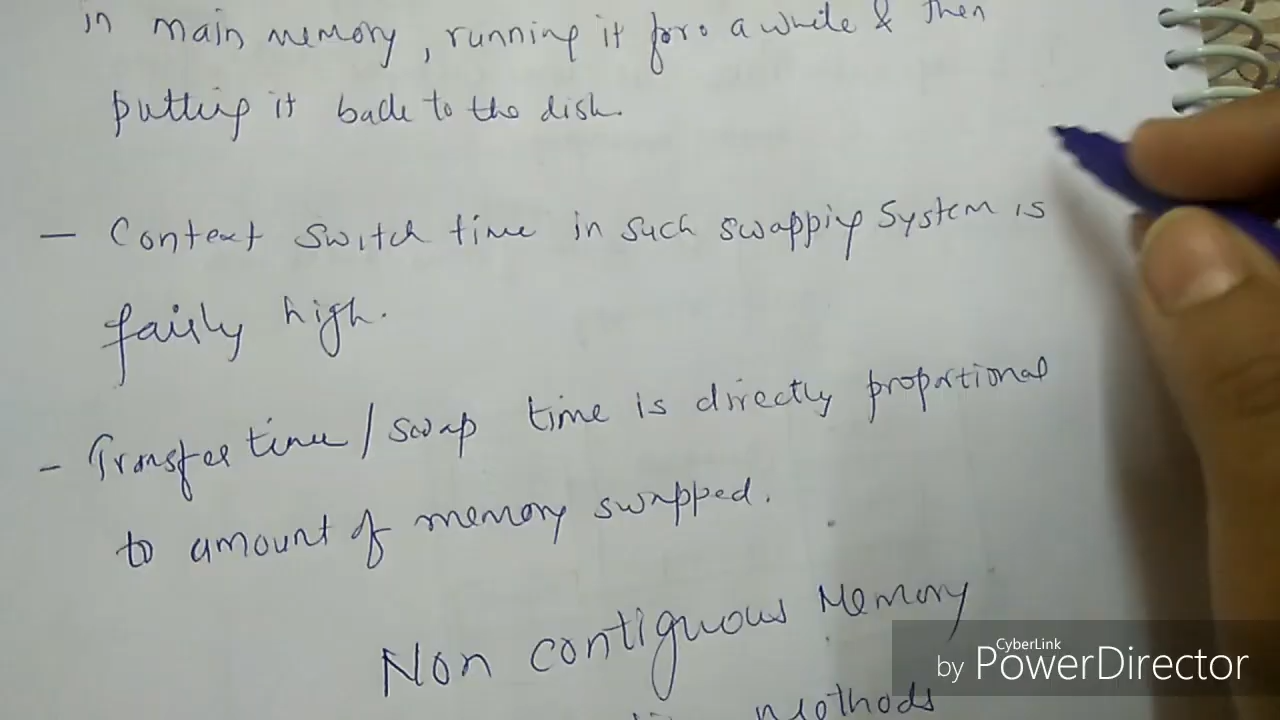 in main memory, running it for a while & then
putting it back to the disk.
- Context switch time in such swapping system is
fairly high.
- Transfer time / swap time is directly proportional
to amount of memory swapped.
Non contiguous Memory
methods
CyberLink
by PowerDirector